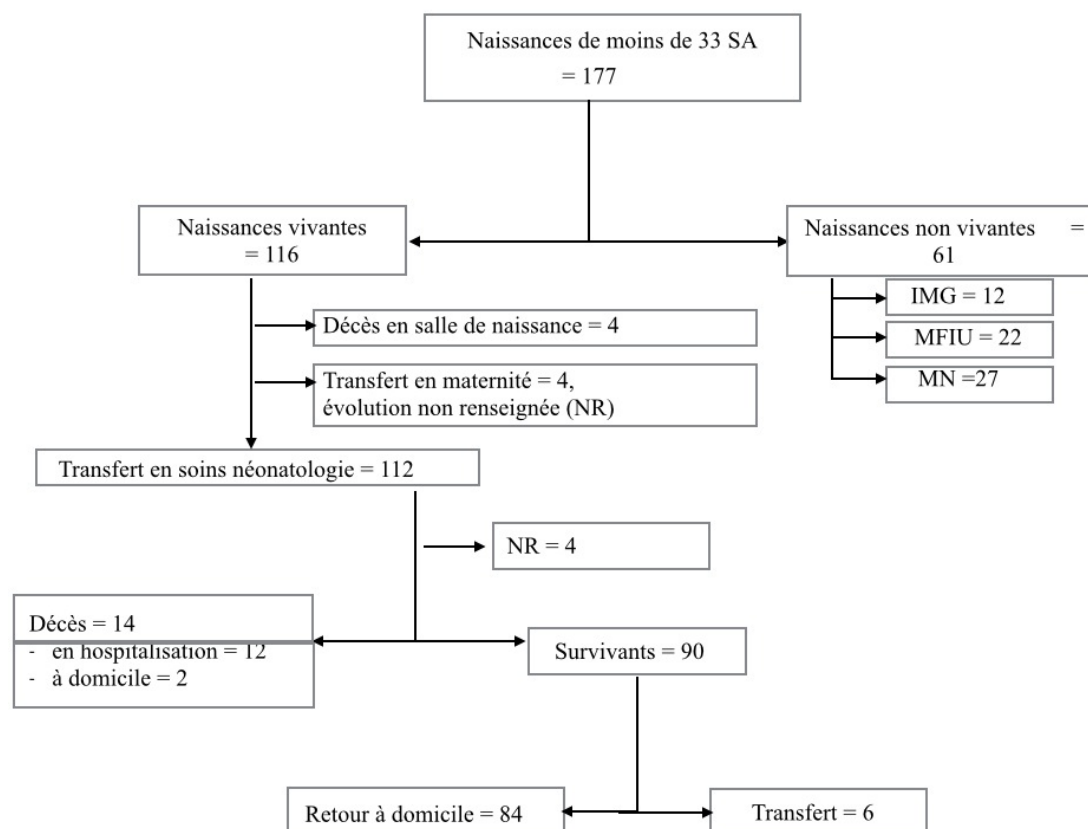 Naissances de moins de 33 SA
= 177
Naissances vivantes
= 116
Naissances non vivantes =
61
IMG = 12
MFIU = 22
MN =27
Décès en salle de naissance = 4
Transfert en maternité = 4,
évolution non renseignée (NR)
Transfert en soins néonatologie = 112
NR = 4
Décès = 14
- en hospitalisation = 12
- à domicile = 2
Survivants = 90
Retour à domicile = 84
Transfert = 6